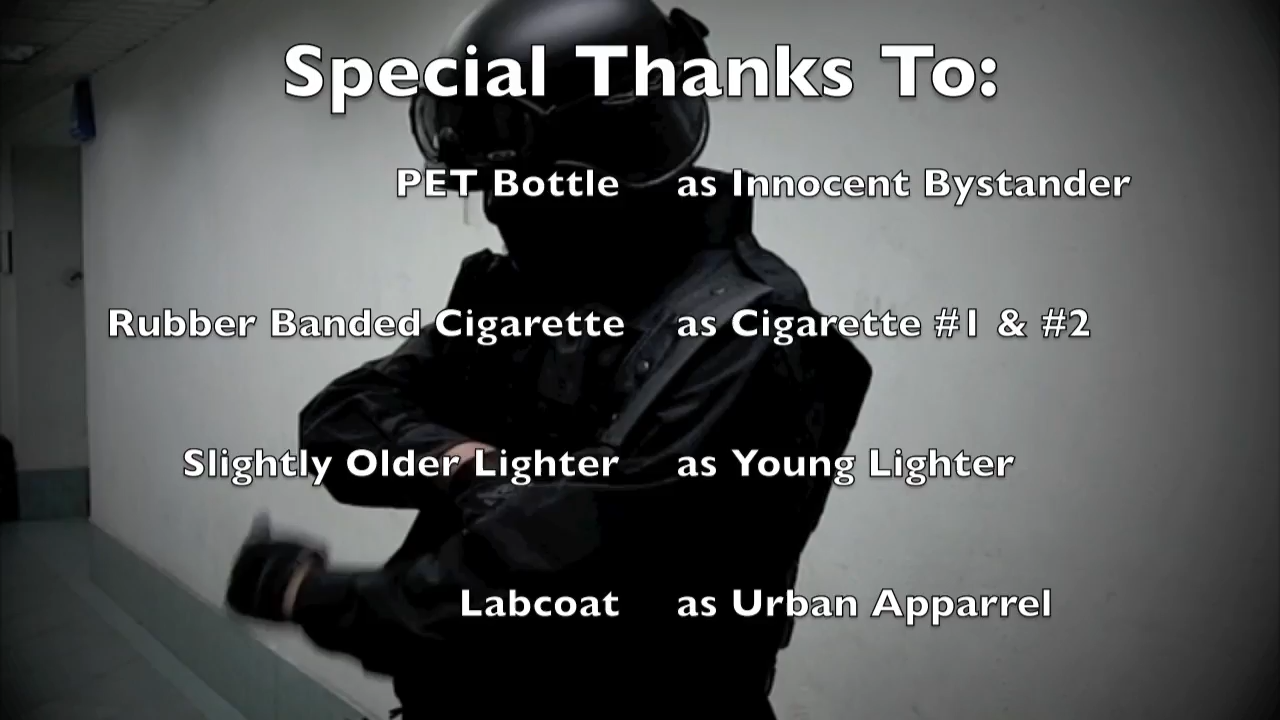 Special Thanks To:
PET Bottle as Innocent Bystander
Rubber Banded Cigarette as Cigarette #1 & #2
Slightly Older Lighter as Young Lighter
Labcoat as Urban Apparrel